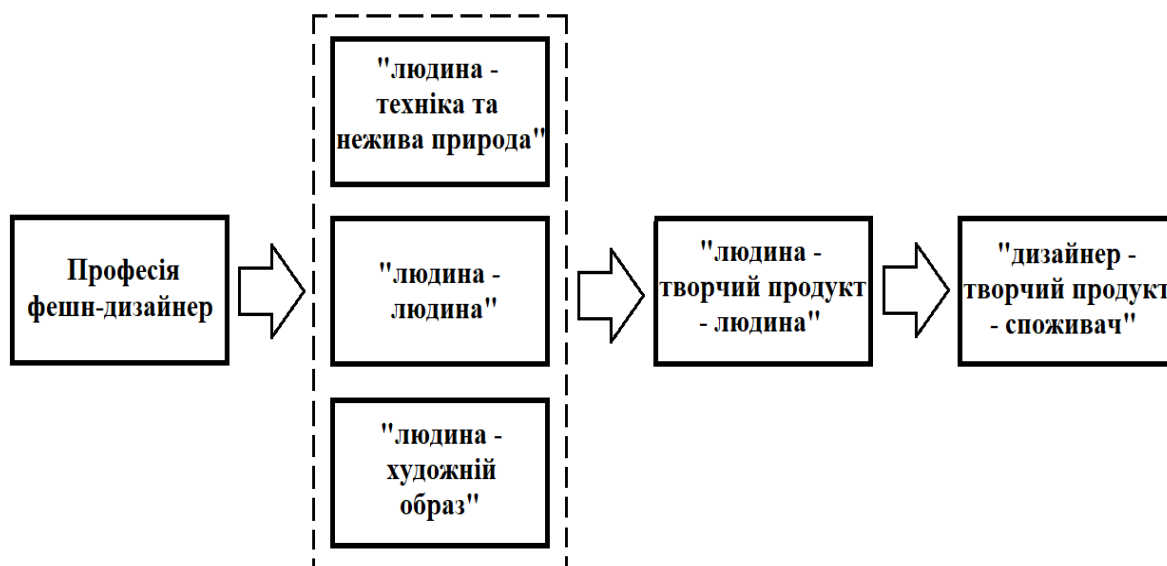 Професія
фешн-дизайнер
"людина -
техніка та
нежива природа"
"людина -
людина"
"людина -
художній
образ"
"людина -
творчий продукт
- людина"
"дизайнер -
творчий продукт
- споживач"